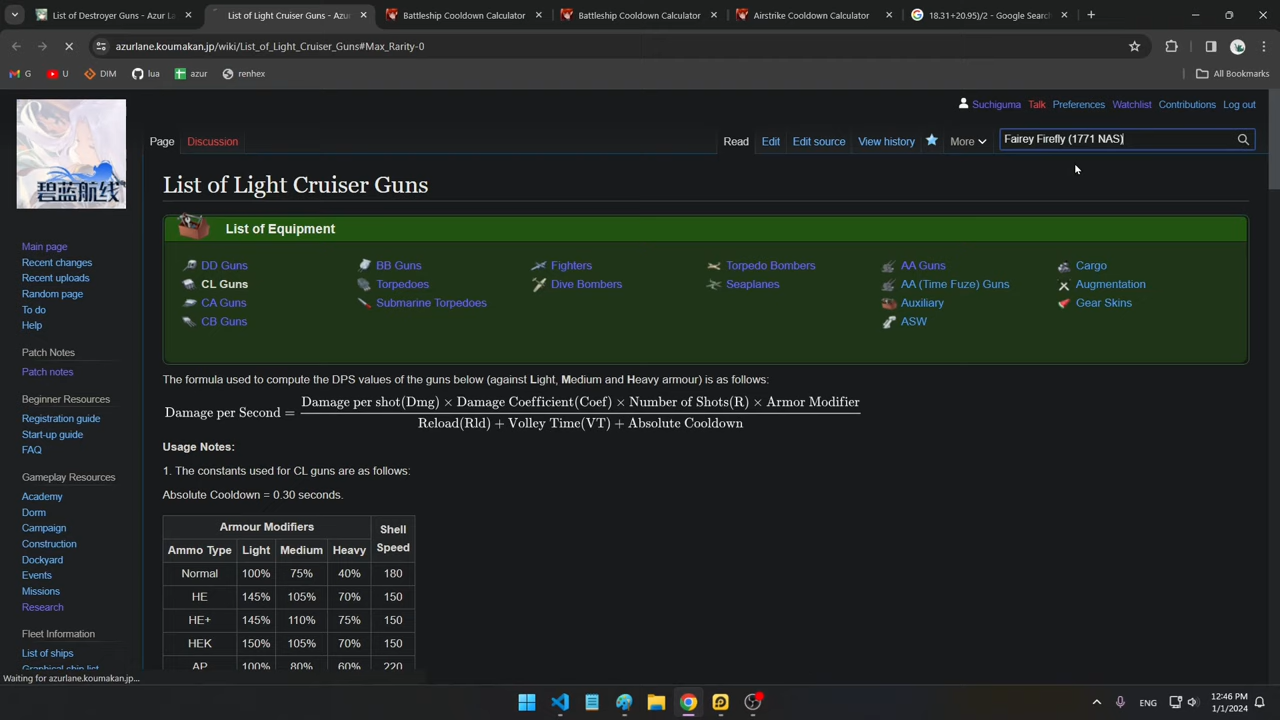 List of Destroyer Guns - Azur La
List of Light Cruiser Guns - Azu
Battleship Cooldown Calculator
Battleship Cooldown Calculator
Airstrike Cooldown Calculator
18.31+20.95)/2 - Google Search
azurlane.koumakan.jp/wiki/List_of_Light_Cruiser_Guns#Max_Rarity-0
G
U
DIM
lua
azur
renhex
All Bookmarks
Suchiguma Talk Preferences Watchlist Contributions Log out
碧蓝航线
Page Discussion Read Edit Edit source View history More
Fairey Firefly (1771 NAS)
List of Light Cruiser Guns
List of Equipment
DD Guns
BB Guns
Fighters
Torpedo Bombers
AA Guns
Cargo
CL Guns
Torpedoes
Dive Bombers
Seaplanes
AA (Time Fuze) Guns
Augmentation
CA Guns
Submarine Torpedoes
Auxiliary
Gear Skins
CB Guns
ASW
Main page
Recent changes
Recent uploads
Random page
To do
Help
Patch Notes
Patch notes
Beginner Resources
Registration guide
Start-up guide
FAQ
Gameplay Resources
Academy
Dorm
Campaign
Construction
Dockyard
Events
Missions
Research
Fleet Information
List of ships
Graphical ship list
The formula used to compute the DPS values of the guns below (against Light, Medium and Heavy armour) is as follows:
Damage per Second = Damage per shot(Dmg) × Damage Coefficient(Coef) × Number of Shots(R) × Armor Modifier
Reload(Rld) + Volley Time(VT) + Absolute Cooldown
Usage Notes:
1. The constants used for CL guns are as follows:
Absolute Cooldown = 0.30 seconds.
Armour Modifiers Shell Speed
Ammo Type Light Medium Heavy
Normal 100% 75% 40% 180
HE 145% 105% 70% 150
HE+ 145% 110% 75% 150
HEK 150% 105% 70% 150
AP 100% 80% 60% 220
Waiting for azurlane.koumakan.jp...
ENG
12:46 PM
1/1/2024